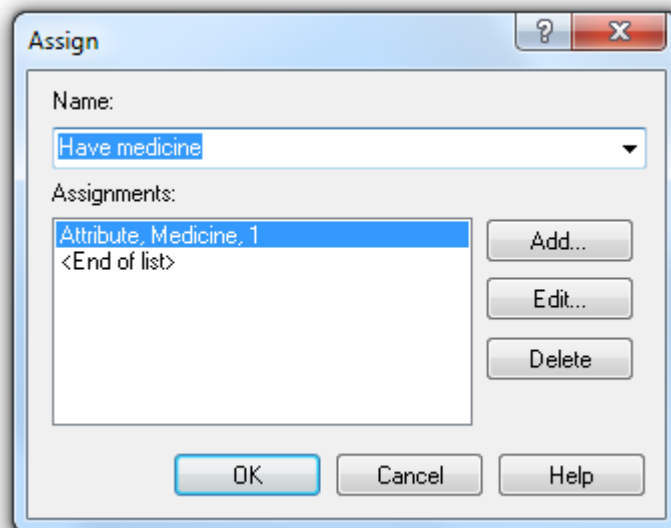 Assign
Name:
Have medicine
Assignments:
Attribute, Medicine, 1
<End of list>
Add...
Edit...
Delete
OK Cancel Help